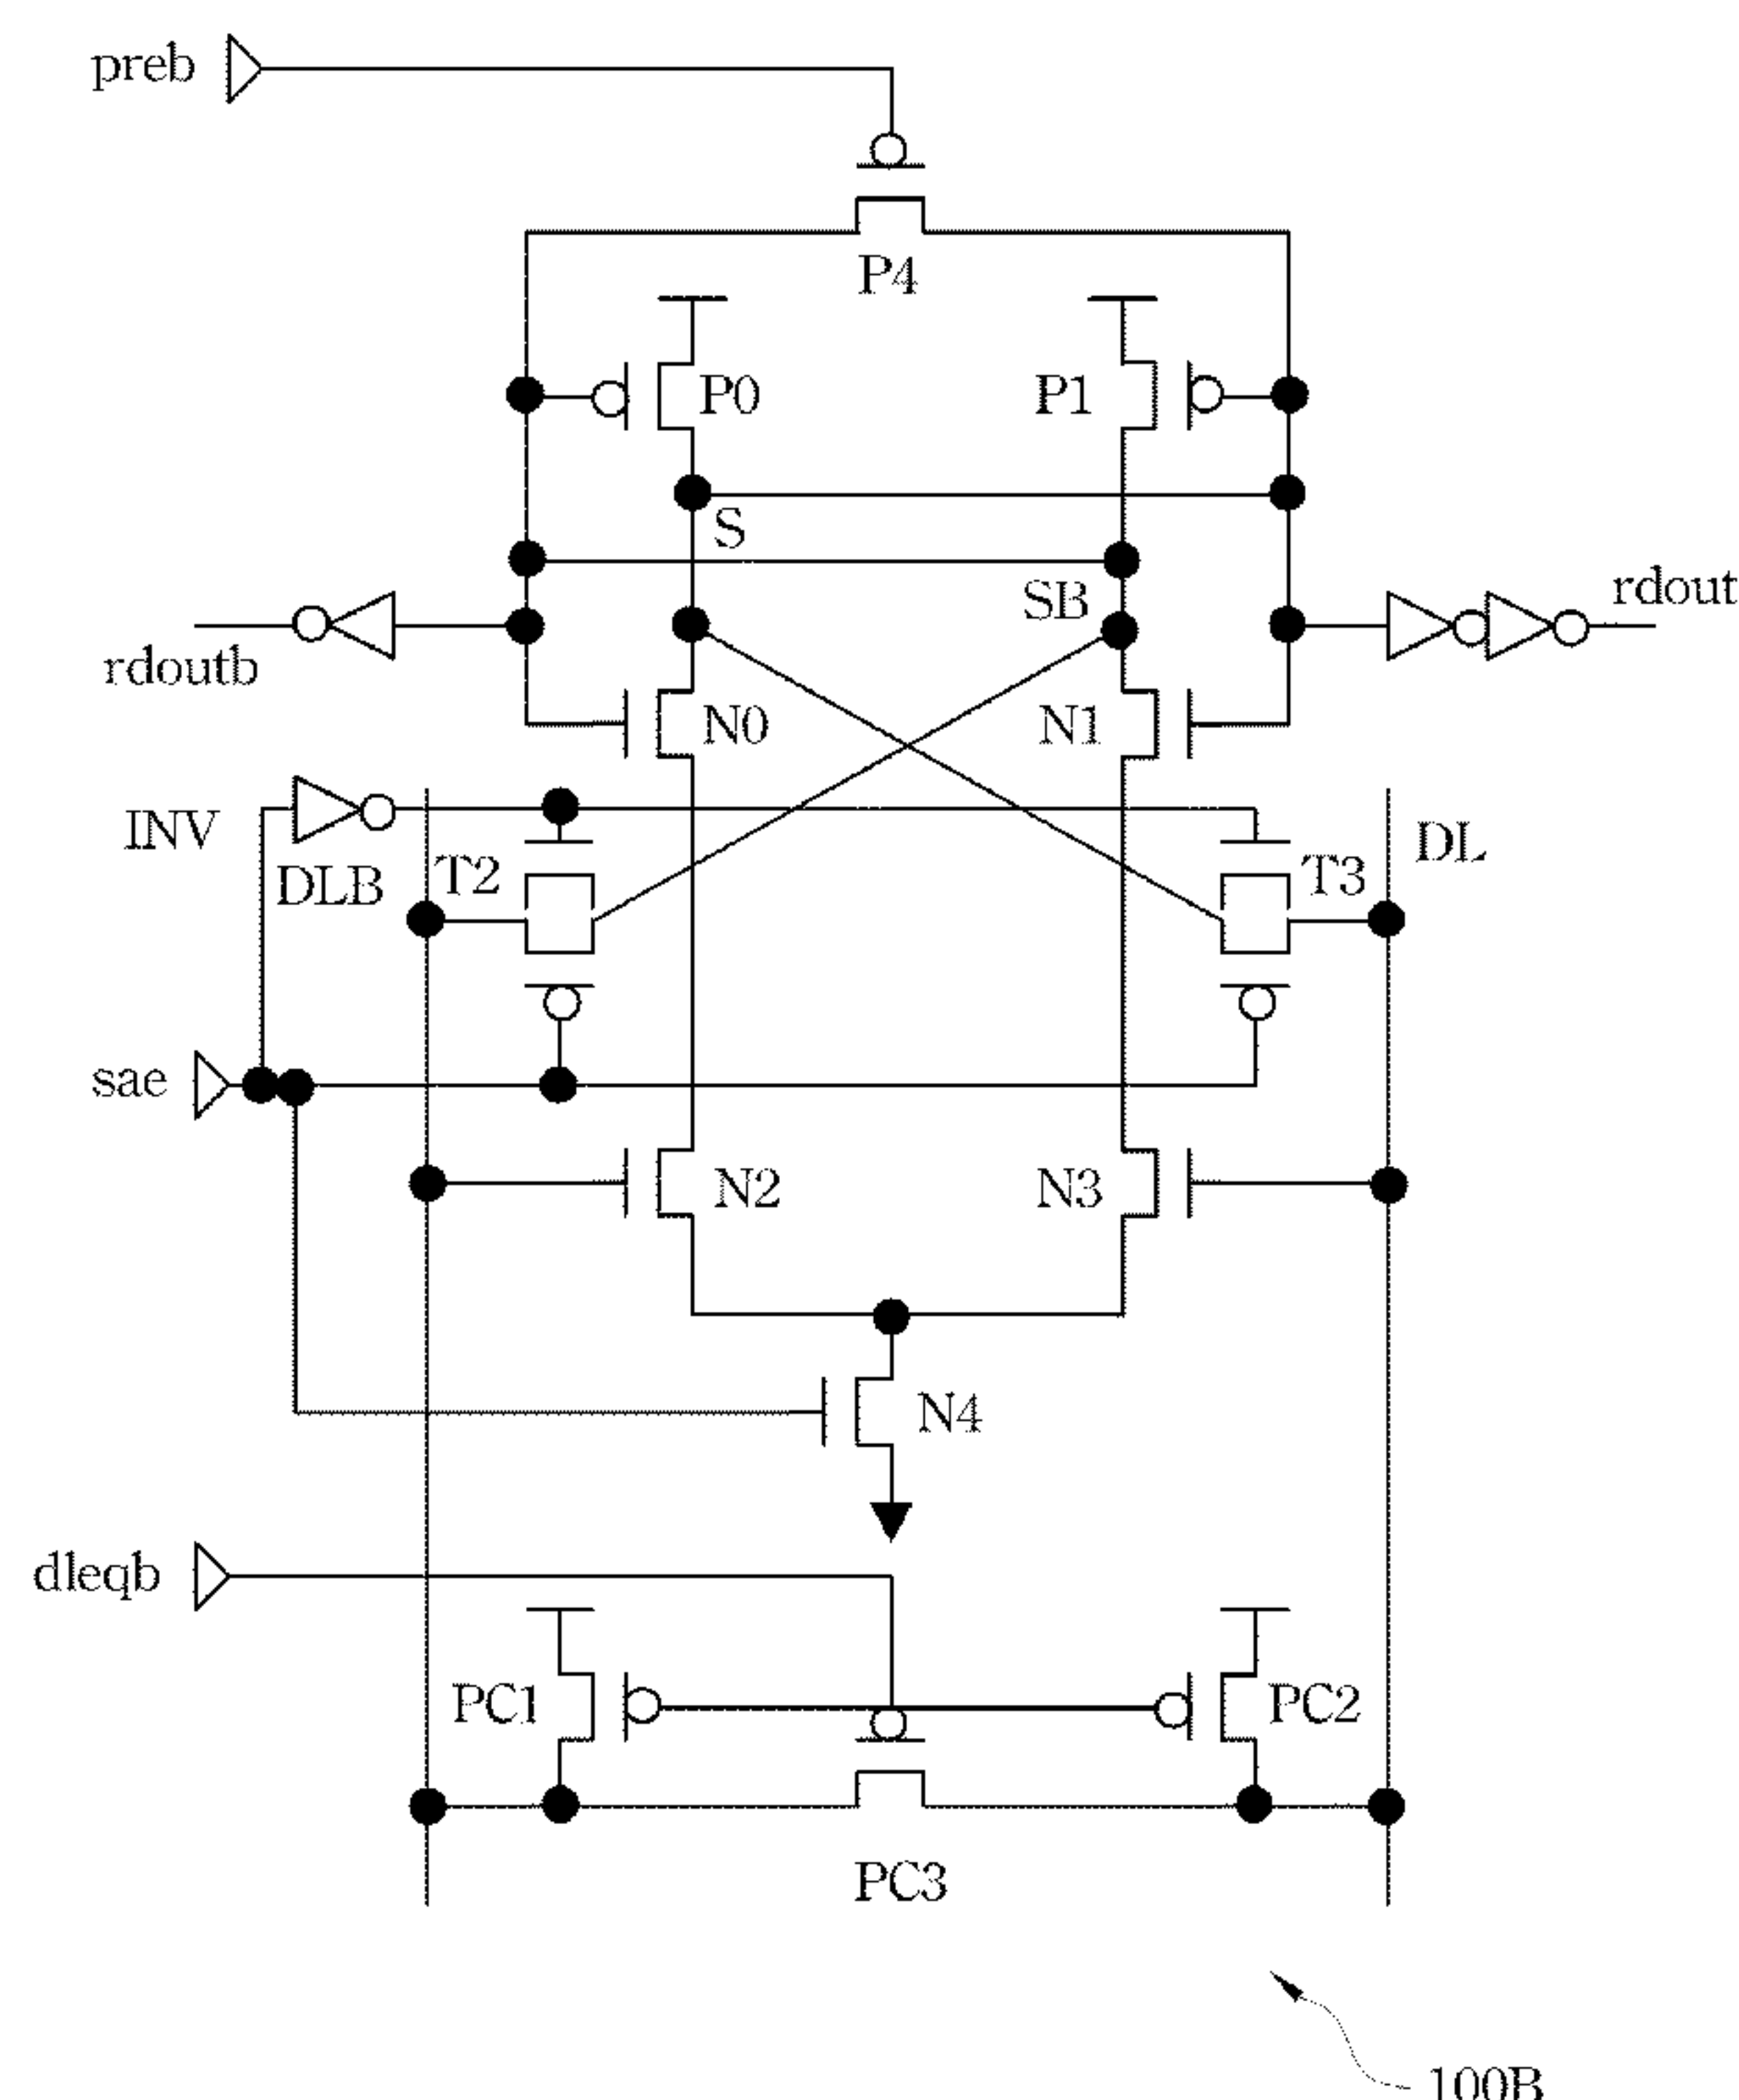 preb
P4
P0
P1
S
SB
rdout
rdoutb
N0
N1
INV
DLB
T2
T3
DL
sae
N2
N3
N4
dleqb
PC1
PC2
PC3
100B